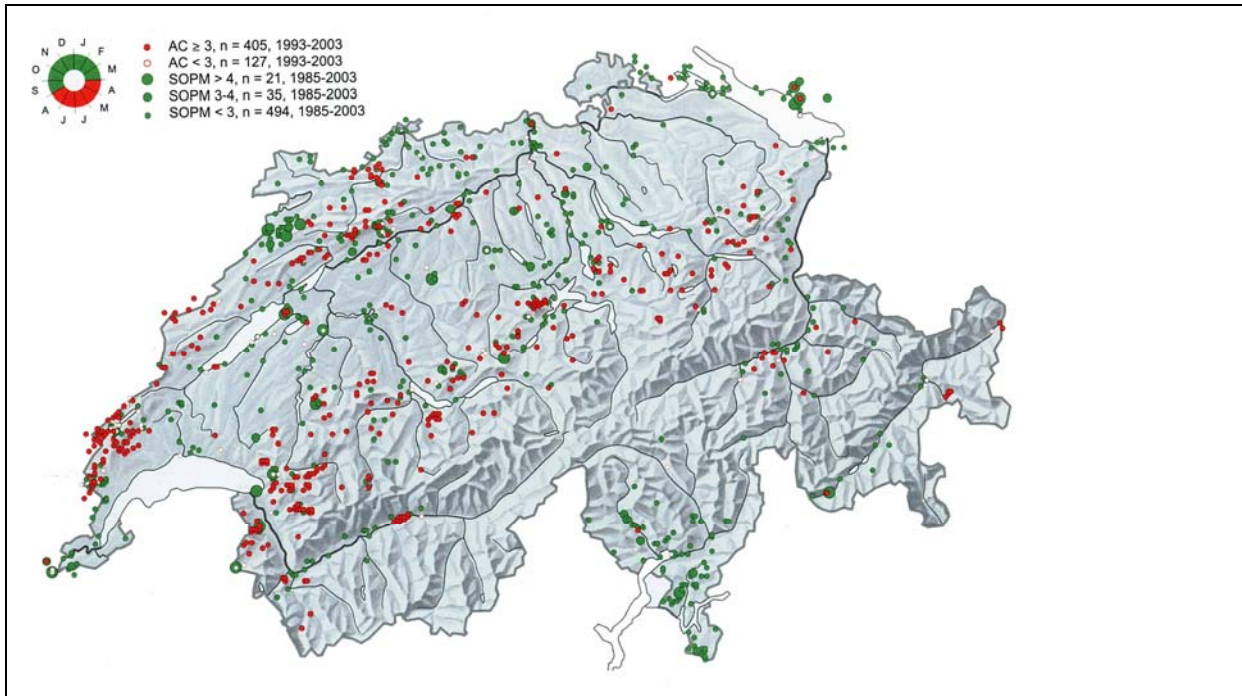 D J
N F
O M
S A
A M
J J
AC ≥ 3, n = 405, 1993-2003
AC < 3, n = 127, 1993-2003
SOPM > 4, n = 21, 1985-2003
SOPM 3-4, n = 35, 1985-2003
SOPM < 3, n = 494, 1985-2003